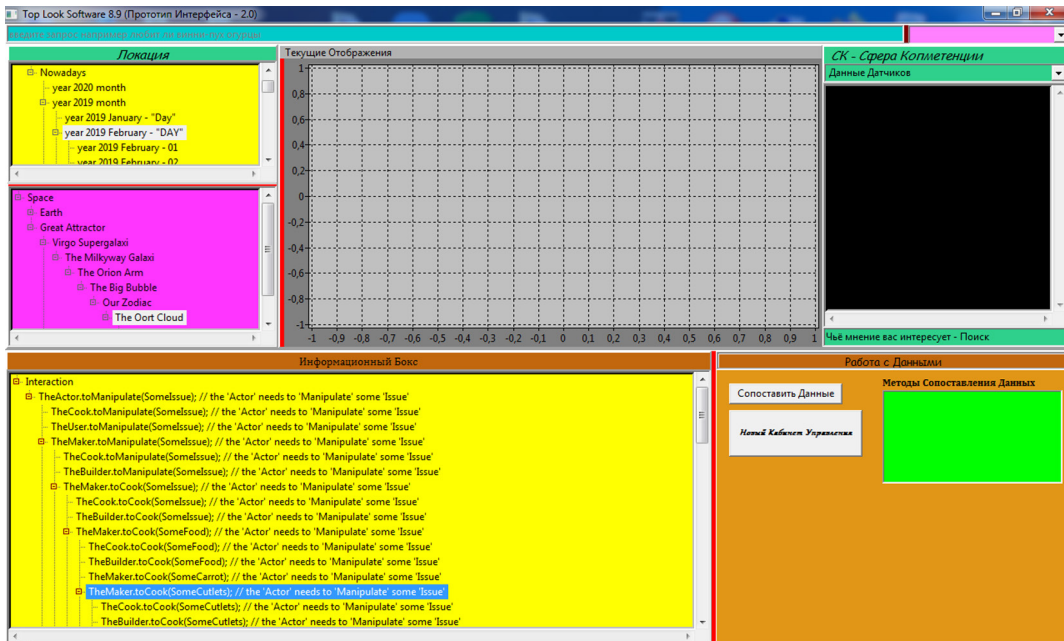 Top Look Software 8.9 (Прототип Интерфейса - 2.0)
введите запрос например любит ли винни-пух огурцы
Локация
Nowadays
year 2020 month
year 2019 month
year 2019 January - "Day"
year 2019 February - "DAY"
year 2019 February - 01
year 2019 February - 02
Space
Earth
Great Attractor
Virgo Supergalaxi
The Milkyway Galaxi
The Orion Arm
The Big Bubble
Our Zodiac
The Oort Cloud
Текущие Отображения
1
0,8
0,6
0,4
0,2
0
-0,2
-0,4
-0,6
-0,8
-1
-1 -0,9 -0,8 -0,7 -0,6 -0,5 -0,4 -0,3 -0,2 -0,1 0 0,1 0,2 0,3 0,4 0,5 0,6 0,7 0,8 0,9 1
СК - Сфера Копметенции
Данные Датчиков
Чьё мнение вас интересует - Поиск
Информационный Бокс
Interaction
TheActor.toManipulate(SomeIssue); // the 'Actor' needs to 'Manipulate' some 'Issue'
TheCook.toManipulate(SomeIssue); // the 'Actor' needs to 'Manipulate' some 'Issue'
TheUser.toManipulate(SomeIssue); // the 'Actor' needs to 'Manipulate' some 'Issue'
TheMaker.toManipulate(SomeIssue); // the 'Actor' needs to 'Manipulate' some 'Issue'
TheCook.toManipulate(SomeIssue); // the 'Actor' needs to 'Manipulate' some 'Issue'
TheBuilder.toManipulate(SomeIssue); // the 'Actor' needs to 'Manipulate' some 'Issue'
TheMaker.toCook(SomeIssue); // the 'Actor' needs to 'Manipulate' some 'Issue'
TheCook.toCook(SomeIssue); // the 'Actor' needs to 'Manipulate' some 'Issue'
TheBuilder.toCook(SomeIssue); // the 'Actor' needs to 'Manipulate' some 'Issue'
TheMaker.toCook(SomeFood); // the 'Actor' needs to 'Manipulate' some 'Issue'
TheCook.toCook(SomeFood); // the 'Actor' needs to 'Manipulate' some 'Issue'
TheBuilder.toCook(SomeFood); // the 'Actor' needs to 'Manipulate' some 'Issue'
TheMaker.toCook(SomeCarrot); // the 'Actor' needs to 'Manipulate' some 'Issue'
TheMaker.toCook(SomeCutlets); // the 'Actor' needs to 'Manipulate' some 'Issue'
TheCook.toCook(SomeCutlets); // the 'Actor' needs to 'Manipulate' some 'Issue'
TheBuilder.toCook(SomeCutlets); // the 'Actor' needs to 'Manipulate' some 'Issue'
Работа с Данными
Сопоставить Данные
Новый Кабинет Управления
Методы Сопоставления Данных